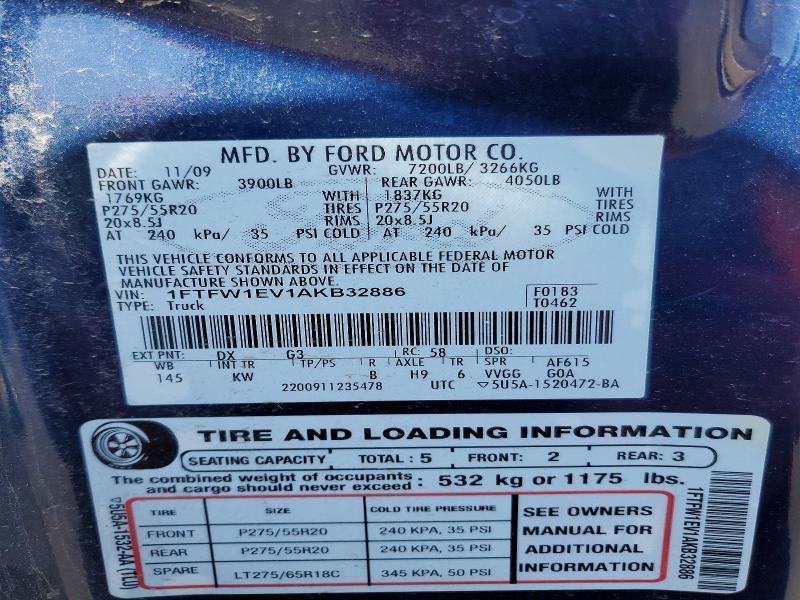 MFD. BY FORD MOTOR CO.
DATE: 11/09 GVWR: 7200LB/ 3266KG
FRONT GAWR: 3900LB REAR GAWR: 4050LB
1769KG WITH 1837KG WITH
P275/55R20 TIRES P275/55R20 TIRES
20x8.5J RIMS 20x8.5J RIMS
AT 240 kPa/ 35 PSI COLD AT 240 kPa/ 35 PSI COLD
THIS VEHICLE CONFORMS TO ALL APPLICABLE FEDERAL MOTOR
VEHICLE SAFETY STANDARDS IN EFFECT ON THE DATE OF
MANUFACTURE SHOWN ABOVE.
VIN: 1FTFW1EV1AKB32886 F0183
TYPE: Truck T0462
EXT PNT: DX G3 RC: 58 DSO: AF615
WB INT TR TP/PS R AXLE TR SPR
145 KW B H9 6 VVGG G0A
2200911235478 UTC ▽5U5A-1520472-BA
TIRE AND LOADING INFORMATION
SEATING CAPACITY TOTAL : 5 FRONT: 2 REAR: 3
The combined weight of occupants and cargo should never exceed : 532 kg or 1175 lbs.
TIRE SIZE COLD TIRE PRESSURE
FRONT P275/55R20 240 KPA, 35 PSI
REAR P275/55R20 240 KPA, 35 PSI
SPARE LT275/65R18C 345 KPA, 50 PSI
SEE OWNERS
MANUAL FOR
ADDITIONAL
INFORMATION
1FTFW1EV1AKB32886